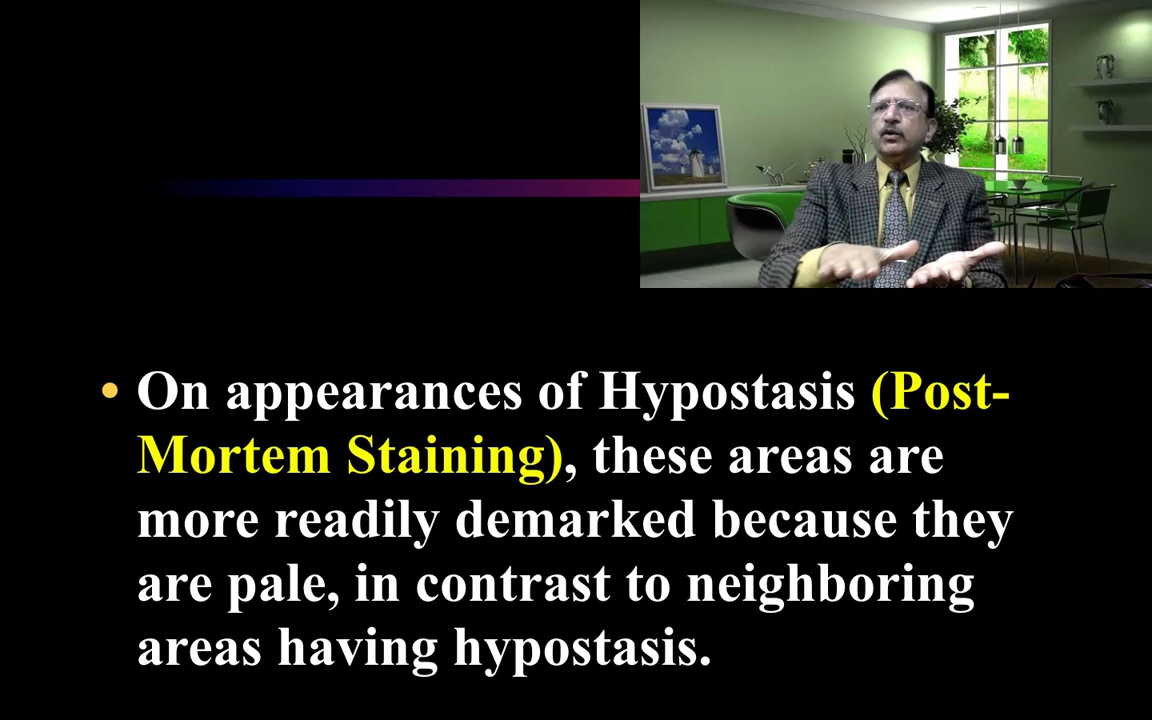 On appearances of Hypostasis (Post-
Mortem Staining), these areas are
more readily demarked because they
are pale, in contrast to neighboring
areas having hypostasis.